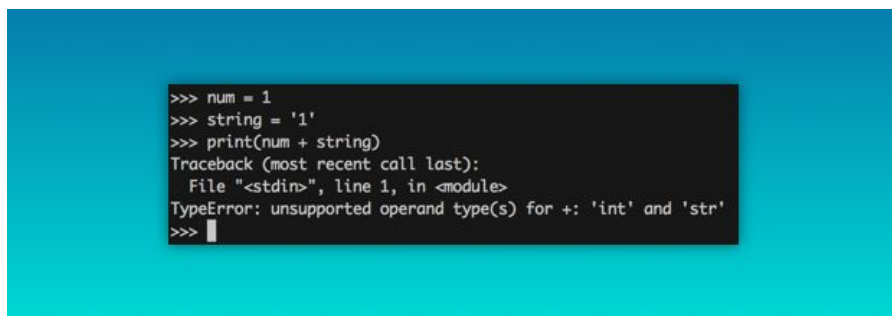 >>> num = 1
>>> string = '1'
>>> print(num + string)
Traceback (most recent call last):
  File "<stdin>", line 1, in <module>
TypeError: unsupported operand type(s) for +: 'int' and 'str'
>>>